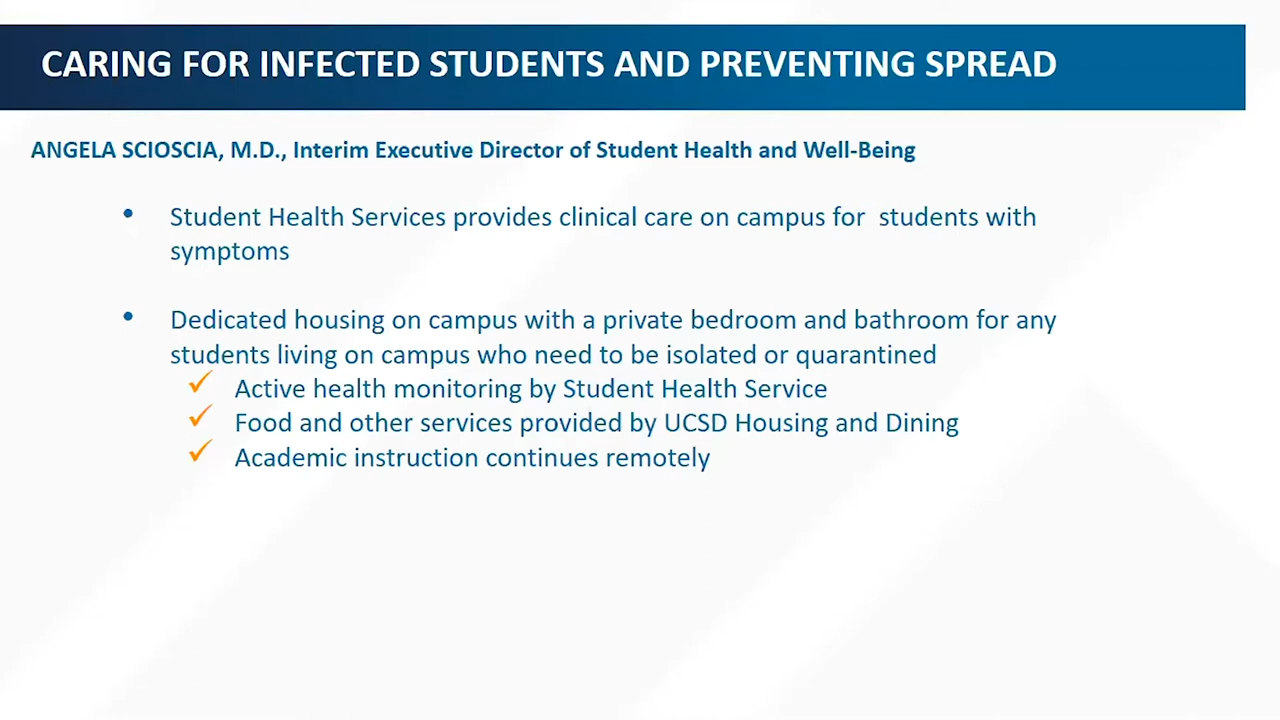 CARING FOR INFECTED STUDENTS AND PREVENTING SPREAD
ANGELA SCIOSCIA, M.D., Interim Executive Director of Student Health and Well-Being
• Student Health Services provides clinical care on campus for students with
symptoms
• Dedicated housing on campus with a private bedroom and bathroom for any
students living on campus who need to be isolated or quarantined
✓ Active health monitoring by Student Health Service
✓ Food and other services provided by UCSD Housing and Dining
✓ Academic instruction continues remotely